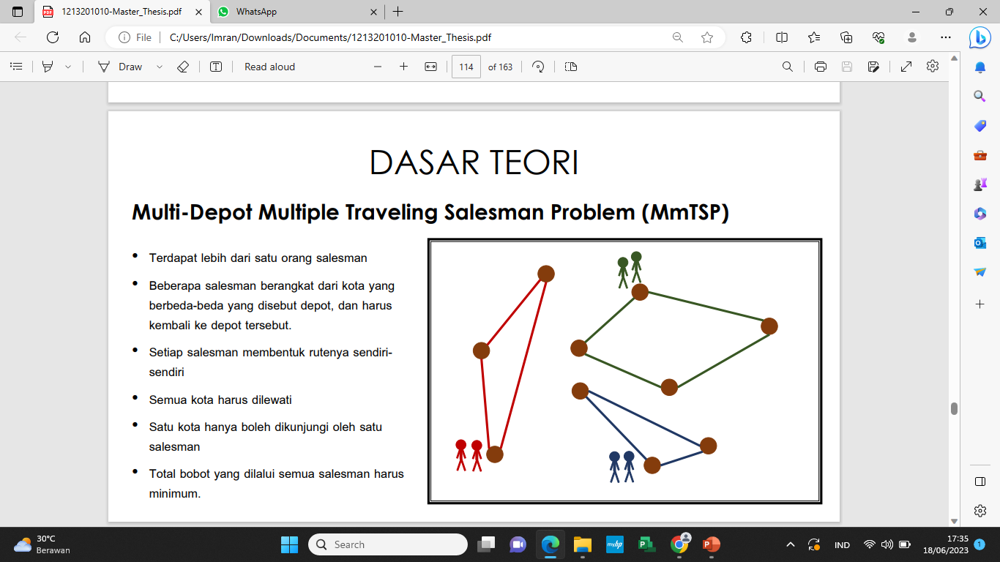 1213201010-Master_Thesis.pdf
WhatsApp
File
C:/Users/Imran/Downloads/Documents/1213201010-Master_Thesis.pdf
Draw
Read aloud
114
of 163
DASAR TEORI
Multi-Depot Multiple Traveling Salesman Problem (MmTSP)
• Terdapat lebih dari satu orang salesman
• Beberapa salesman berangkat dari kota yang
berbeda-beda yang disebut depot, dan harus
kembali ke depot tersebut.
• Setiap salesman membentuk rutenya sendiri-
sendiri
• Semua kota harus dilewati
• Satu kota hanya boleh dikunjungi oleh satu
salesman
• Total bobot yang dilalui semua salesman harus
minimum.
30°C
Berawan
Search
myhp
IND
17:35
18/06/2023
1